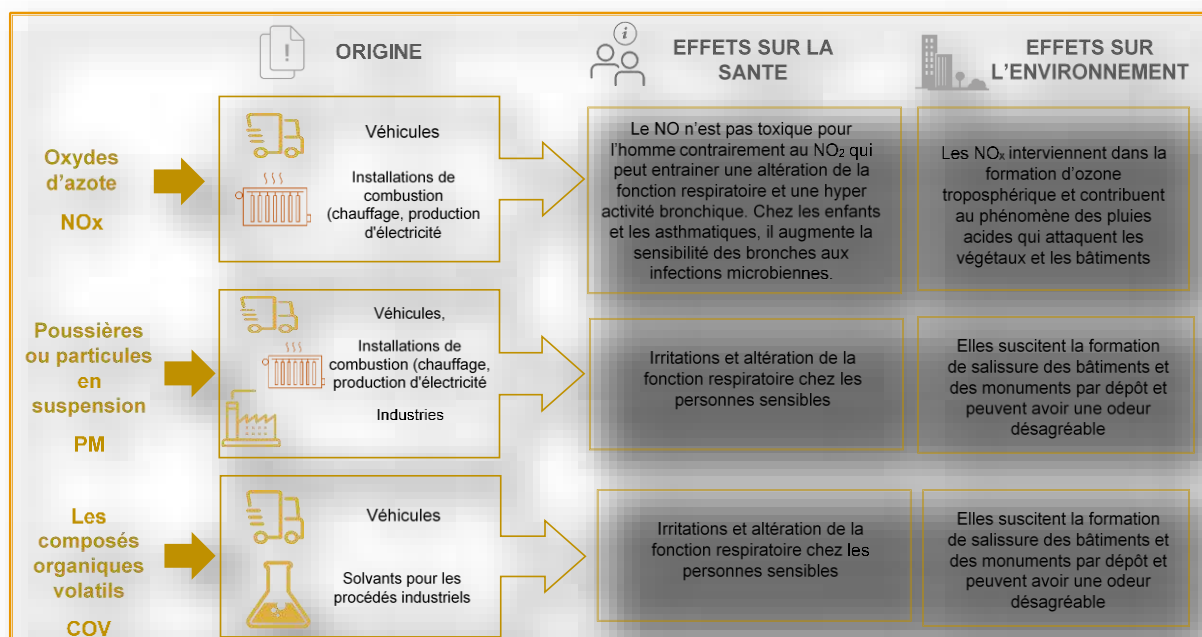 ORIGINE
EFFETS SUR LA
SANTE
EFFETS SUR
L'ENVIRONNEMENT
Oxydes
d'azote
NOx
Véhicules
Installations de
combustion
(chauffage, production
d'électricité
Le NO n'est pas toxique pour
l'homme contrairement au NO₂ qui
peut entrainer une altération de la
fonction respiratoire et une hyper
activité bronchique. Chez les enfants
et les asthmatiques, il augmente la
sensibilité des bronches aux
infections microbiennes.
Les NOₓ interviennent dans la
formation d'ozone
troposphérique et contribuent
au phénomène des pluies
acides qui attaquent les
végétaux et les bâtiments
Poussières
ou particules
en
suspension
PM
Véhicules,
Installations de
combustion (chauffage,
production d'électricité
Industries
Irritations et altération de la
fonction respiratoire chez les
personnes sensibles
Elles suscitent la formation
de salissure des bâtiments et
des monuments par dépôt et
peuvent avoir une odeur
désagréable
Les
composés
organiques
volatils
COV
Véhicules
Solvants pour les
procédés industriels
Irritations et altération de la
fonction respiratoire chez les
personnes sensibles
Elles suscitent la formation
de salissure des bâtiments et
des monuments par dépôt et
peuvent avoir une odeur
désagréable